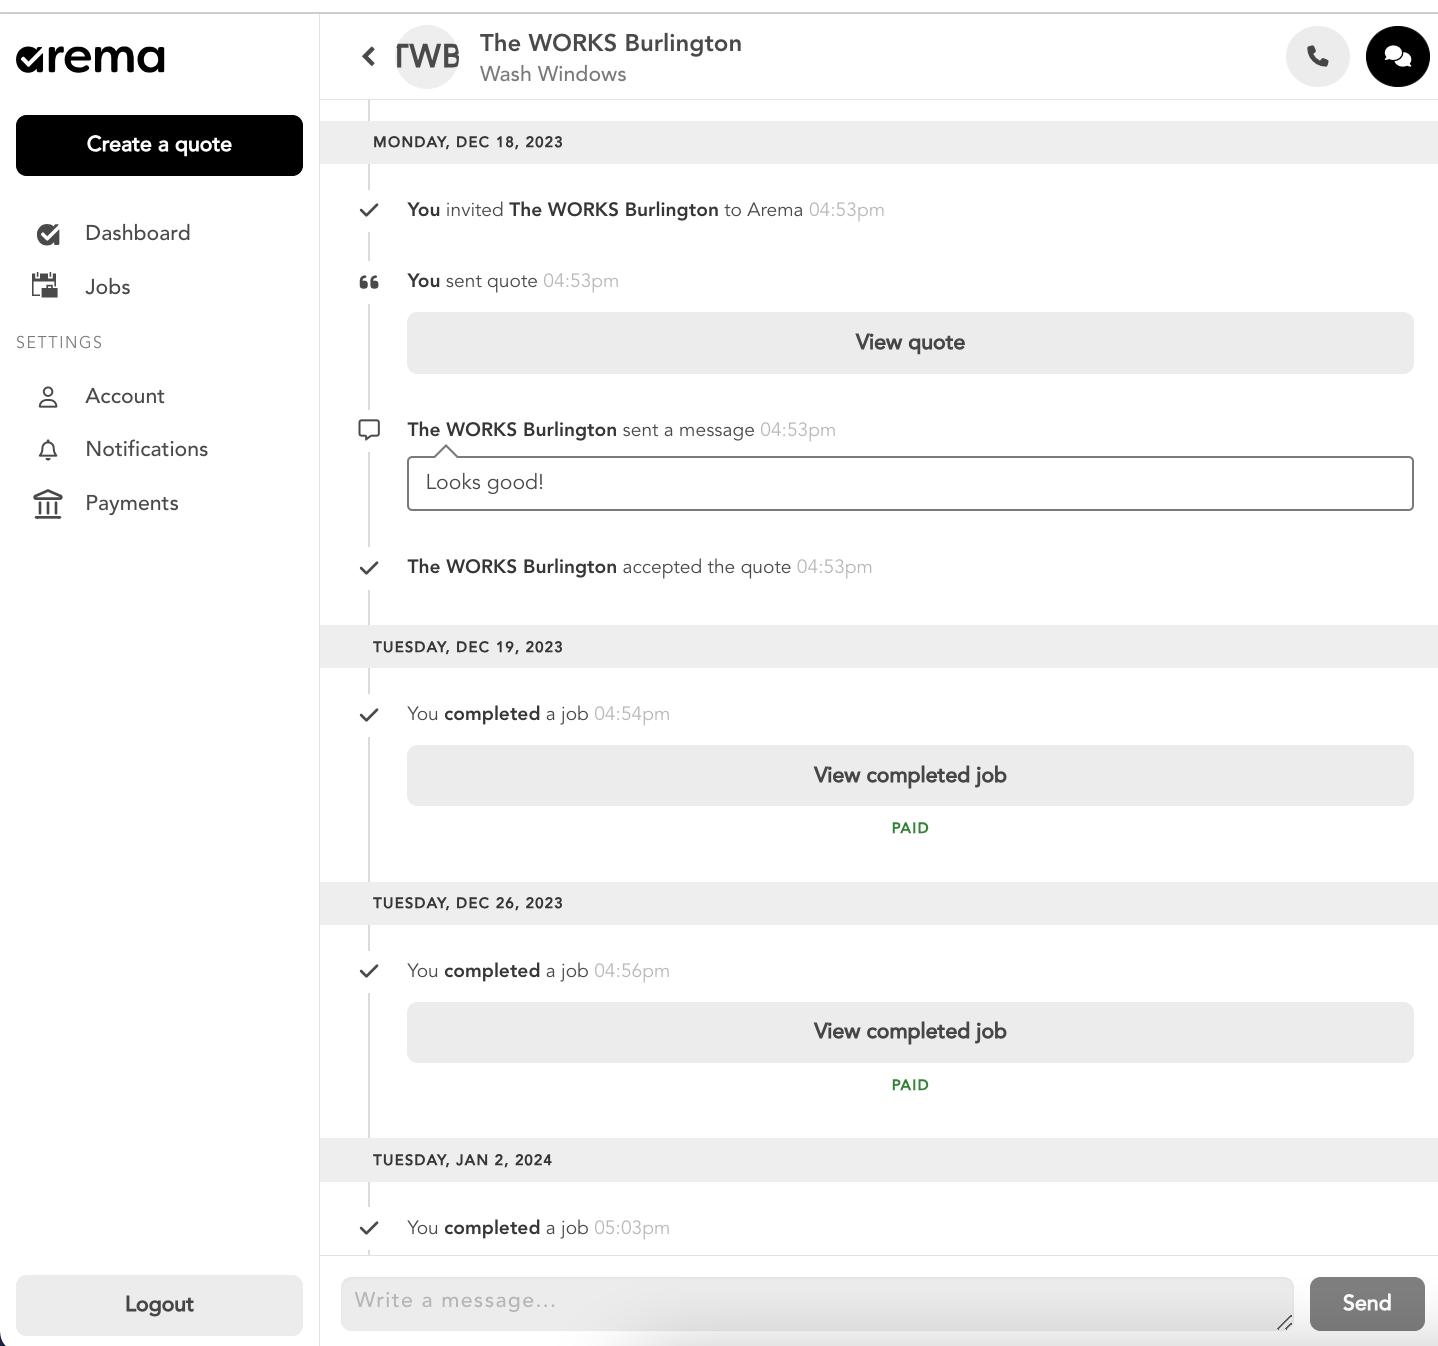 arema
Create a quote
Dashboard
Jobs
SETTINGS
Account
Notifications
Payments
Logout
TWB
The WORKS Burlington
Wash Windows
MONDAY, DEC 18, 2023
You invited The WORKS Burlington to Arema 04:53pm
You sent quote 04:53pm
View quote
The WORKS Burlington sent a message 04:53pm
Looks good!
The WORKS Burlington accepted the quote 04:53pm
TUESDAY, DEC 19, 2023
You completed a job 04:54pm
View completed job
PAID
TUESDAY, DEC 26, 2023
You completed a job 04:56pm
View completed job
PAID
TUESDAY, JAN 2, 2024
You completed a job 05:03pm
Write a message...
Send